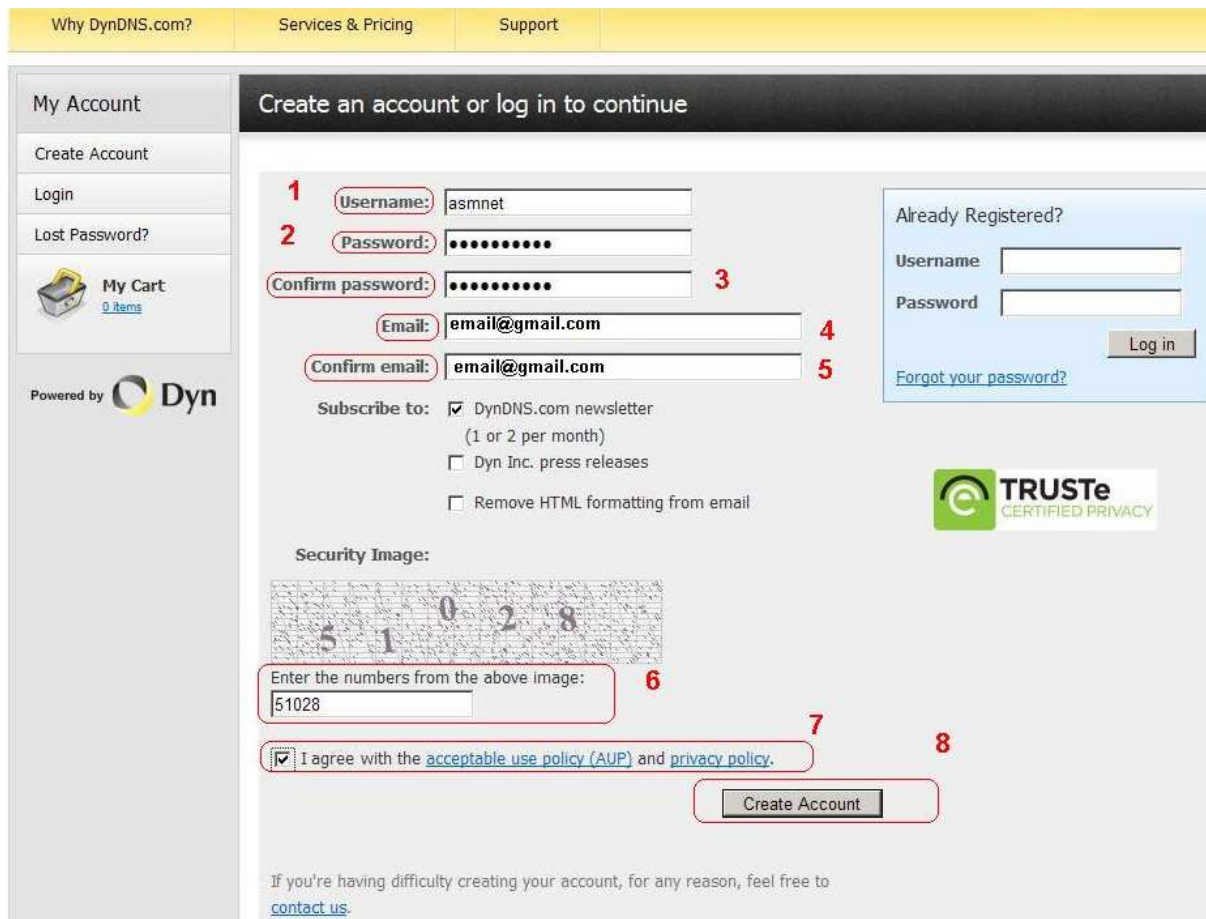 Why DynDNS.com? Services & Pricing Support
My Account
Create Account
Login
Lost Password?
My Cart
0 items
Powered by Dyn
Create an account or log in to continue
1 Username: asmnet
2 Password: ••••••••••
Confirm password: •••••••••• 3
Email: email@gmail.com 4
Confirm email: email@gmail.com 5
Subscribe to: DynDNS.com newsletter
(1 or 2 per month)
Dyn Inc. press releases
Remove HTML formatting from email
Security Image:
51028
Enter the numbers from the above image: 6
51028
7
I agree with the acceptable use policy (AUP) and privacy policy.
8
Create Account
If you're having difficulty creating your account, for any reason, feel free to
contact us.
Already Registered?
Username
Password
Log in
Forgot your password?
TRUSTe
CERTIFIED PRIVACY